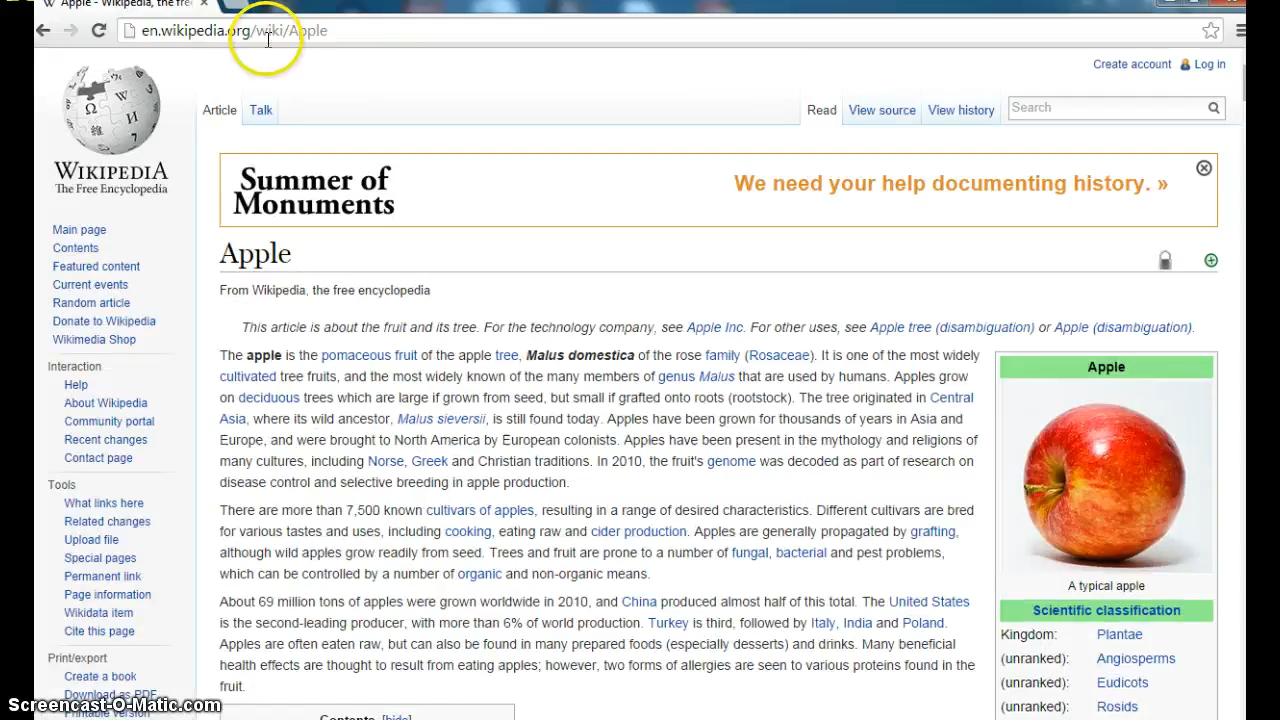 Apple - Wikipedia, the fre
en.wikipedia.org/wiki/Apple
Create account Log in
Article Talk Read View source View history Search
WIKIPEDIA
The Free Encyclopedia
Main page
Contents
Featured content
Current events
Random article
Donate to Wikipedia
Wikimedia Shop
Interaction
Help
About Wikipedia
Community portal
Recent changes
Contact page
Tools
What links here
Related changes
Upload file
Special pages
Permanent link
Page information
Wikidata item
Cite this page
Print/export
Create a book
Download as PDF
Printable version
Summer of
Monuments
We need your help documenting history. »
Apple
From Wikipedia, the free encyclopedia
This article is about the fruit and its tree. For the technology company, see Apple Inc. For other uses, see Apple tree (disambiguation) or Apple (disambiguation).
The apple is the pomaceous fruit of the apple tree, Malus domestica of the rose family (Rosaceae). It is one of the most widely
cultivated tree fruits, and the most widely known of the many members of genus Malus that are used by humans. Apples grow
on deciduous trees which are large if grown from seed, but small if grafted onto roots (rootstock). The tree originated in Central
Asia, where its wild ancestor, Malus sieversii, is still found today. Apples have been grown for thousands of years in Asia and
Europe, and were brought to North America by European colonists. Apples have been present in the mythology and religions of
many cultures, including Norse, Greek and Christian traditions. In 2010, the fruit's genome was decoded as part of research on
disease control and selective breeding in apple production.
There are more than 7,500 known cultivars of apples, resulting in a range of desired characteristics. Different cultivars are bred
for various tastes and uses, including cooking, eating raw and cider production. Apples are generally propagated by grafting,
although wild apples grow readily from seed. Trees and fruit are prone to a number of fungal, bacterial and pest problems,
which can be controlled by a number of organic and non-organic means.
About 69 million tons of apples were grown worldwide in 2010, and China produced almost half of this total. The United States
is the second-leading producer, with more than 6% of world production. Turkey is third, followed by Italy, India and Poland.
Apples are often eaten raw, but can also be found in many prepared foods (especially desserts) and drinks. Many beneficial
health effects are thought to result from eating apples; however, two forms of allergies are seen to various proteins found in the
fruit.
Contents [hide]
Apple
A typical apple
Scientific classification
Kingdom: Plantae
(unranked): Angiosperms
(unranked): Eudicots
(unranked): Rosids
Screencast-O-Matic.com